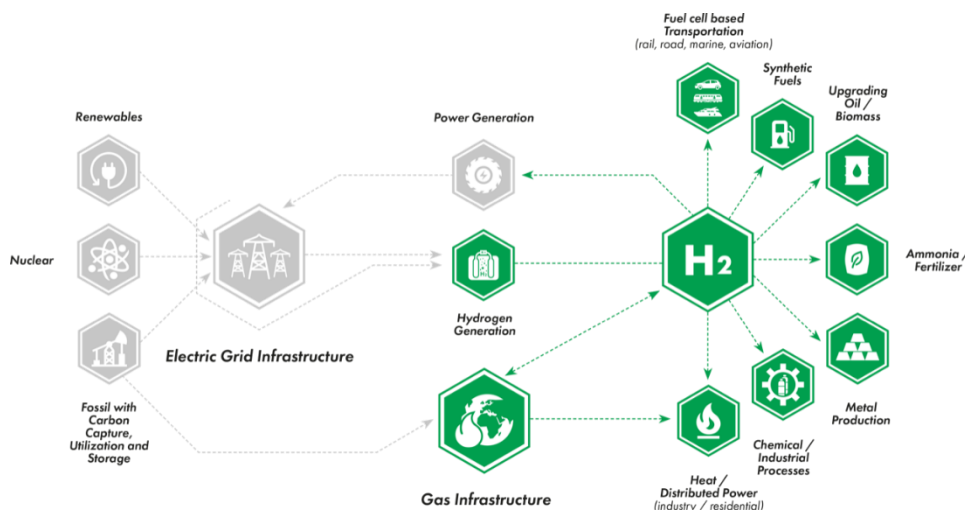 Fuel cell based
Transportation
(rail, road, marine, aviation)
Synthetic
Fuels
Upgrading
Oil /
Biomass
Renewables
Power Generation
Nuclear
H2
Ammonia /
Fertilizer
Hydrogen
Generation
Electric Grid Infrastructure
Fossil with
Carbon
Capture,
Utilization and
Storage
Metal
Production
Chemical /
Industrial
Processes
Gas Infrastructure
Heat /
Distributed Power
(industry / residential)